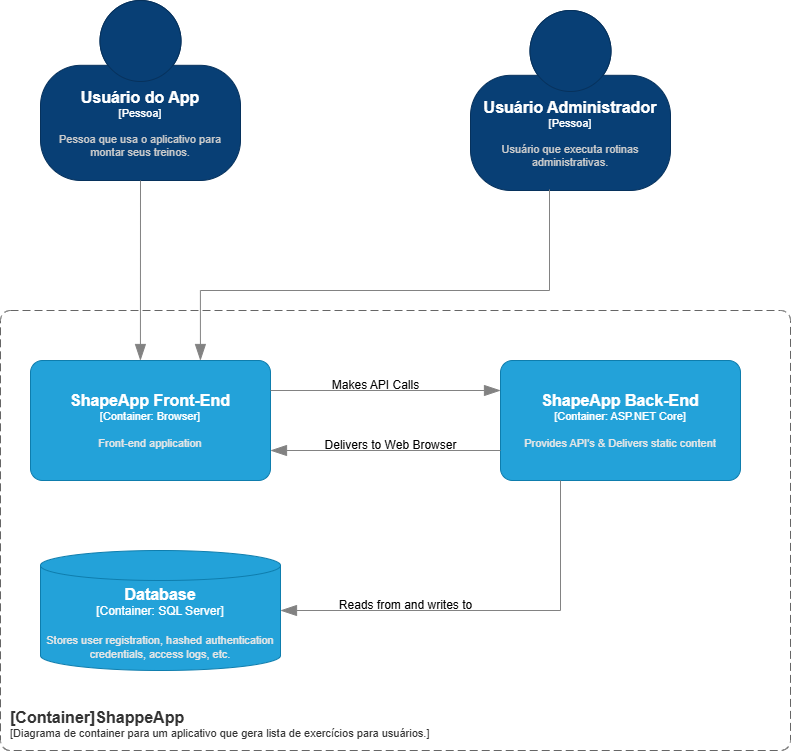 Usuário do App
[Pessoa]
Pessoa que usa o aplicativo para
montar seus treinos.
Usuário Administrador
[Pessoa]
Usuário que executa rotinas
administrativas.
ShapeApp Front-End
[Container: Browser]
Front-end application
Makes API Calls
Delivers to Web Browser
ShapeApp Back-End
[Container: ASP.NET Core]
Provides API's & Delivers static content
Database
[Container: SQL Server]
Stores user registration, hashed authentication
credentials, access logs, etc.
Reads from and writes to
[Container]ShappeApp
[Diagrama de container para um aplicativo que gera lista de exercícios para usuários.]